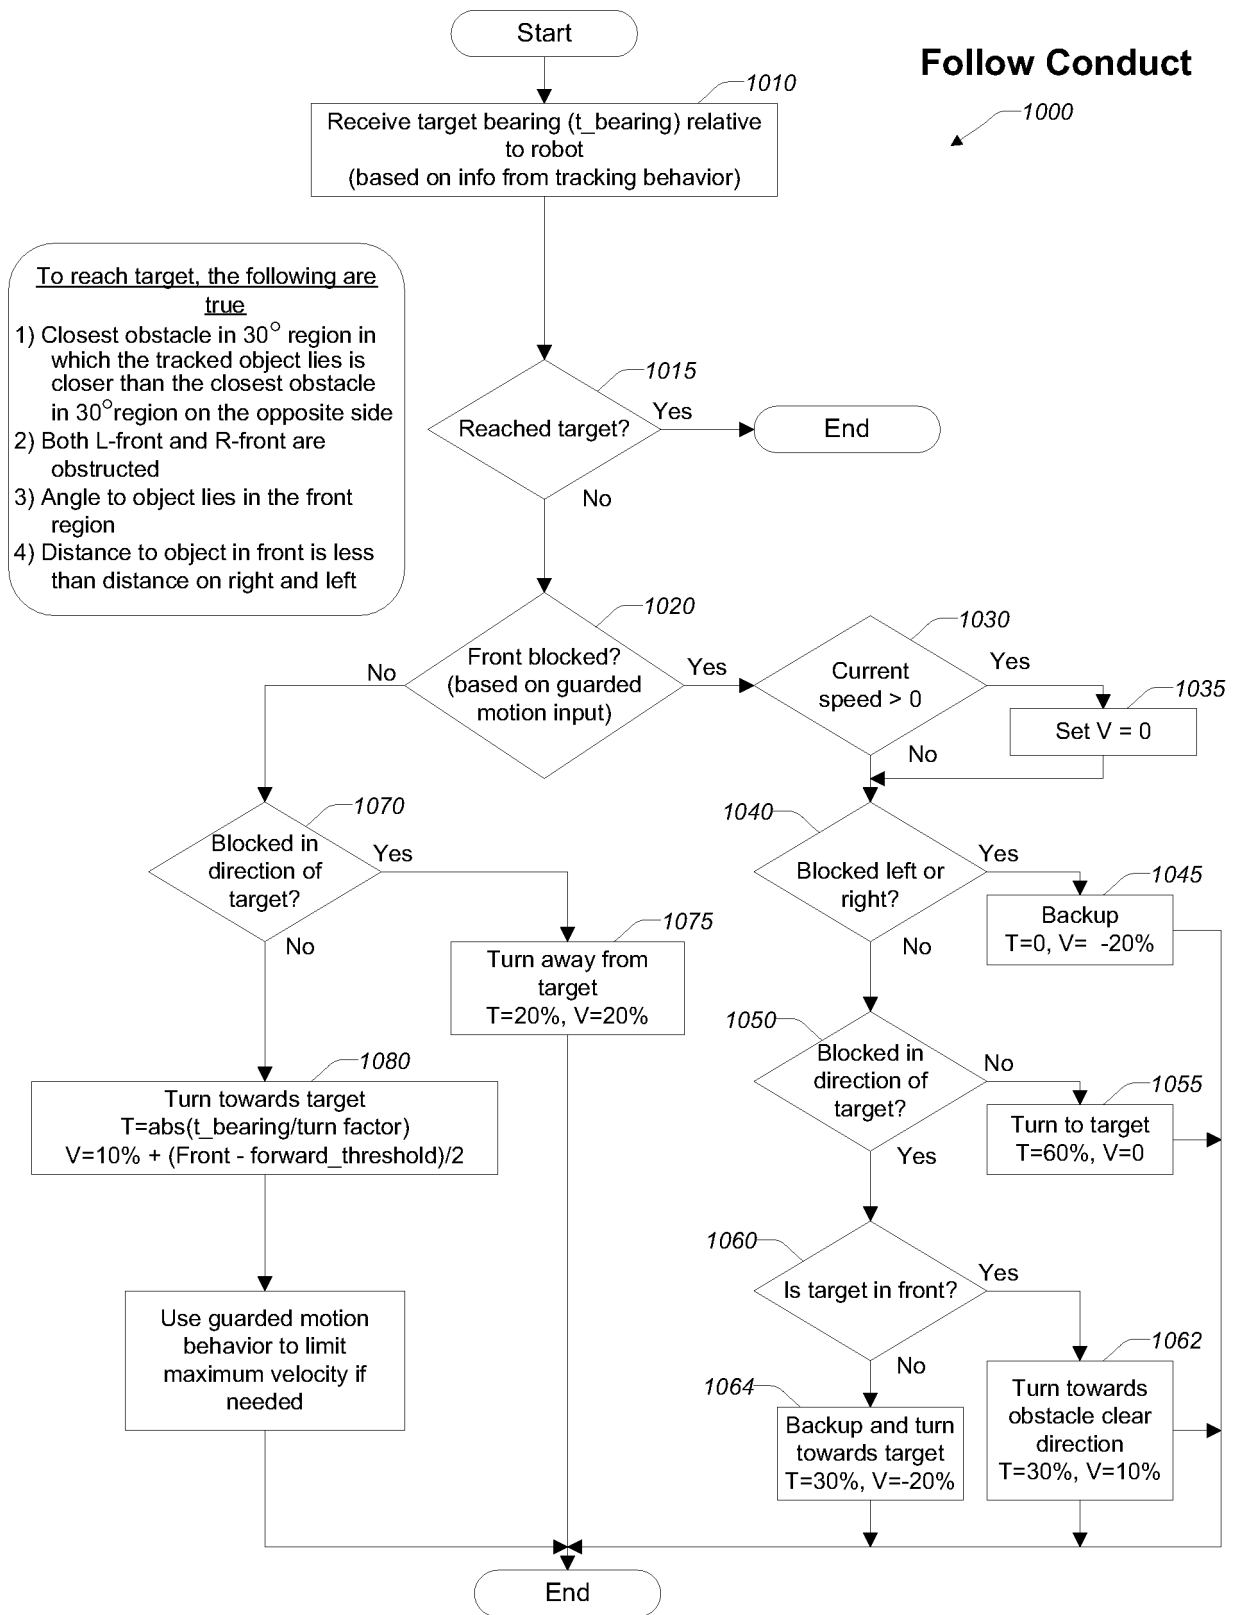 Start
Follow Conduct
1010
1000
Receive target bearing (t_bearing) relative
to robot
(based on info from tracking behavior)
To reach target, the following are
true
1) Closest obstacle in 30° region in
which the tracked object lies is
closer than the closest obstacle
in 30°region on the opposite side
2) Both L-front and R-front are
obstructed
3) Angle to object lies in the front
region
4) Distance to object in front is less
than distance on right and left
1015
Reached target?
Yes
End
No
1020
Front blocked?
(based on guarded
motion input)
No
Yes
1030
Current
speed > 0
Yes
1035
Set V = 0
No
1070
Blocked in
direction of
target?
Yes
No
1075
Turn away from
target
T=20%, V=20%
1080
Turn towards target
T=abs(t_bearing/turn factor)
V=10% + (Front - forward_threshold)/2
Use guarded motion
behavior to limit
maximum velocity if
needed
1040
Blocked left or
right?
Yes
1045
Backup
T=0, V= -20%
No
1050
Blocked in
direction of
target?
No
1055
Turn to target
T=60%, V=0
Yes
1060
Is target in front?
Yes
1062
Turn towards
obstacle clear
direction
T=30%, V=10%
No
1064
Backup and turn
towards target
T=30%, V=-20%
End